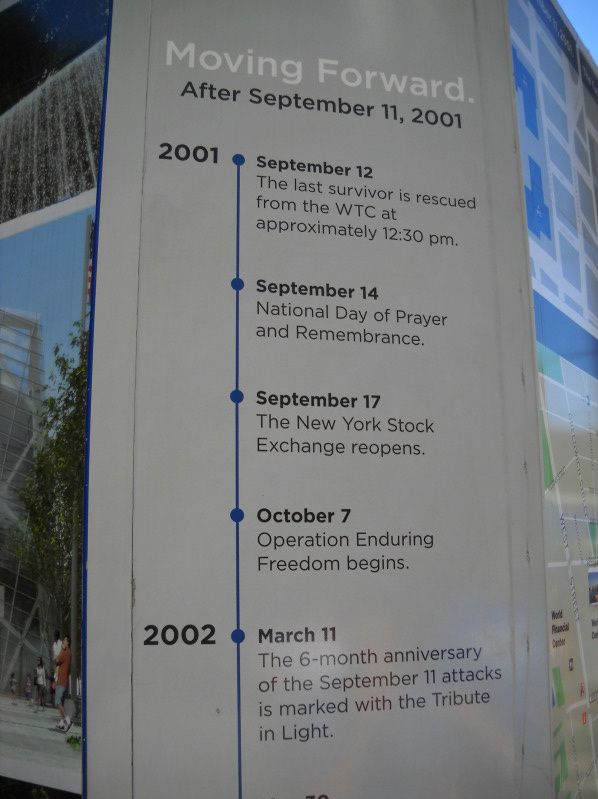 Moving Forward.
After September 11, 2001
2001
September 12
The last survivor is rescued
from the WTC at
approximately 12:30 pm.
September 14
National Day of Prayer
and Remembrance.
September 17
The New York Stock
Exchange reopens.
October 7
Operation Enduring
Freedom begins.
2002
March 11
The 6-month anniversary
of the September 11 attacks
is marked with the Tribute
in Light.
World
Financial
Center